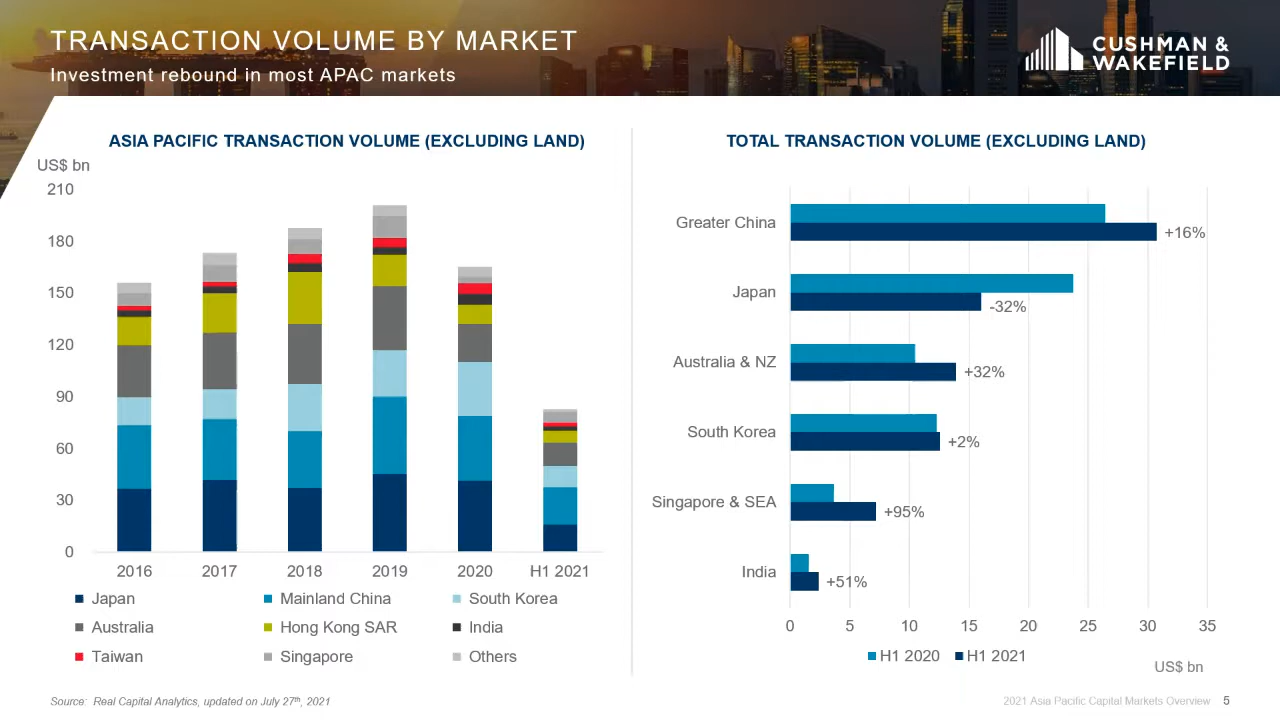 TRANSACTION VOLUME BY MARKET
Investment rebound in most APAC markets
CUSHMAN &
WAKEFIELD
ASIA PACIFIC TRANSACTION VOLUME (EXCLUDING LAND)
US$ bn
210
180
150
120
90
60
30
0
2016 2017 2018 2019 2020 H1 2021
Japan Mainland China South Korea
Australia Hong Kong SAR India
Taiwan Singapore Others
TOTAL TRANSACTION VOLUME (EXCLUDING LAND)
Greater China +16%
Japan -32%
Australia & NZ +32%
South Korea +2%
Singapore & SEA +95%
India +51%
0 5 10 15 20 25 30 35
H1 2020 H1 2021
US$ bn
Source: Real Capital Analytics, updated on July 27th, 2021
2021 Asia Pacific Capital Markets Overview 5